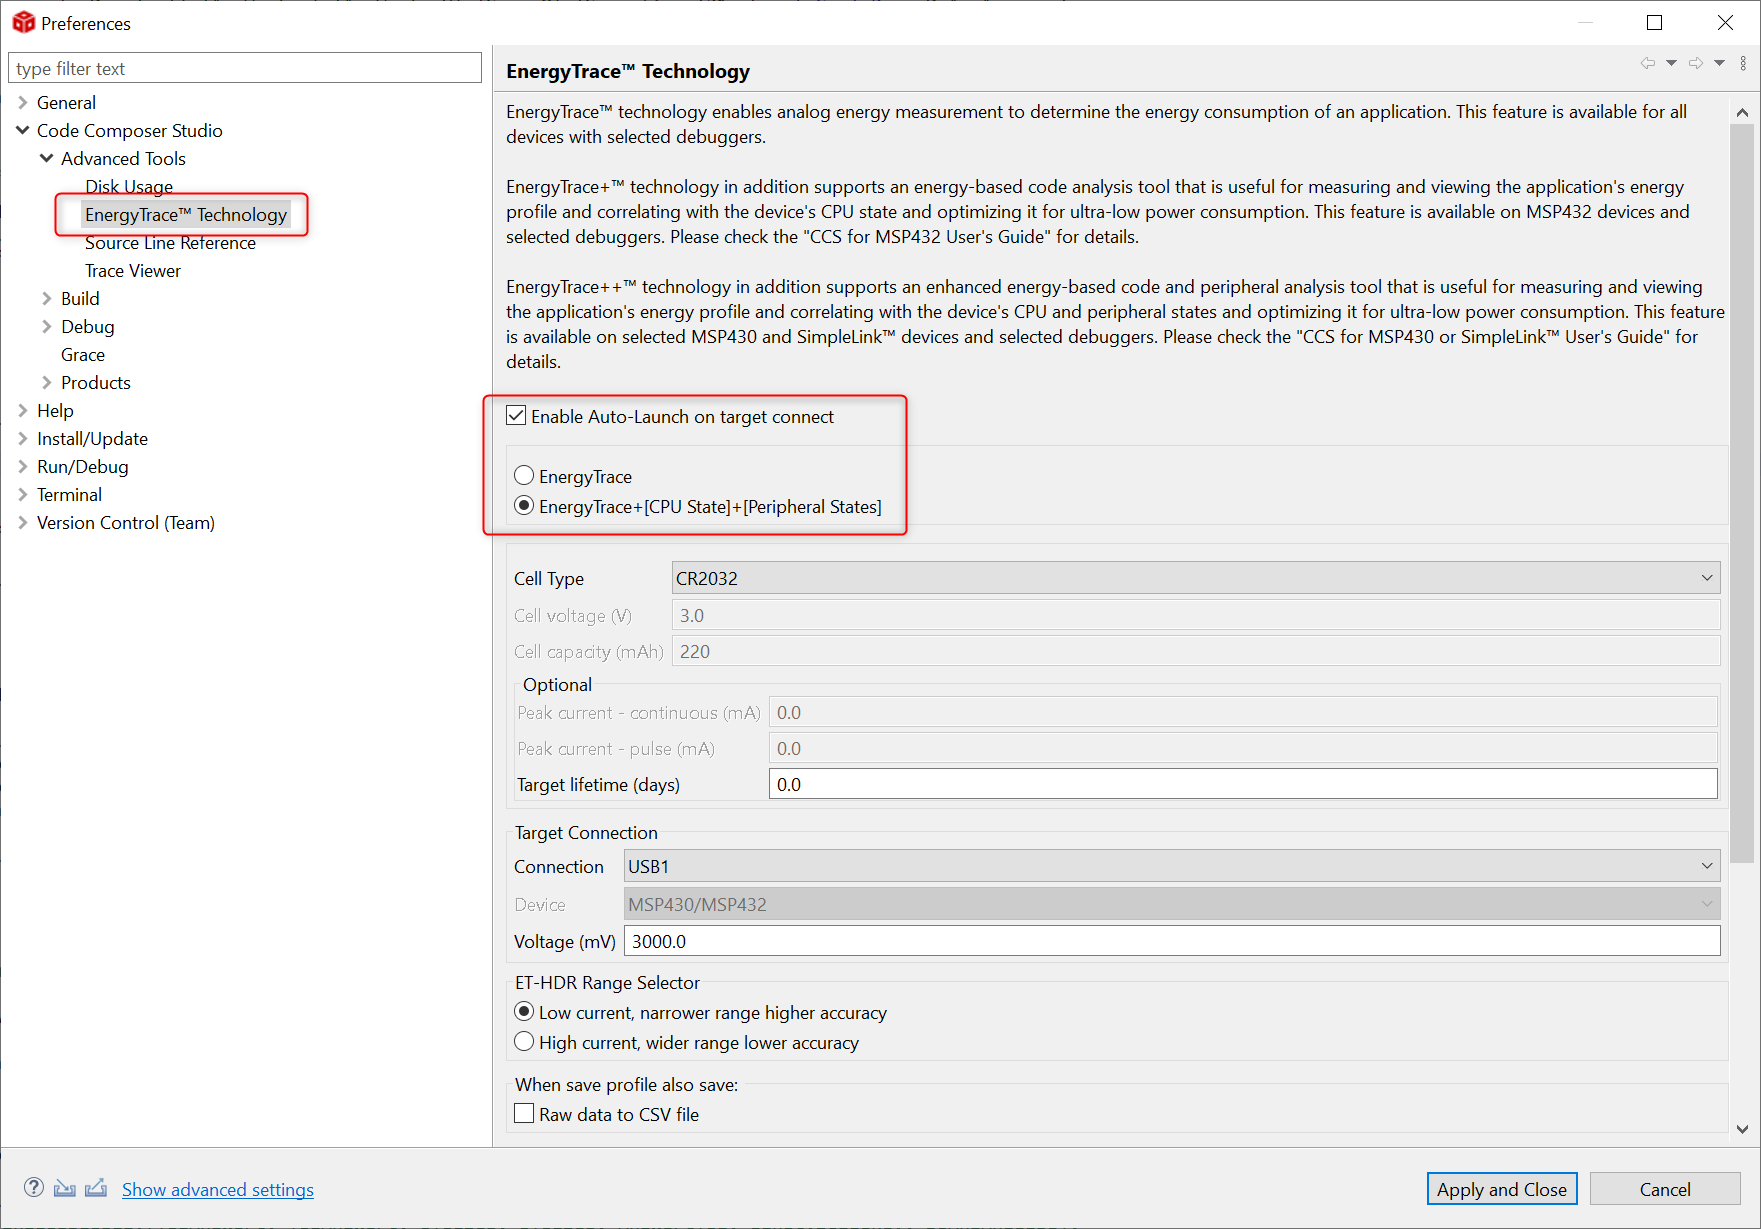 Preferences
type filter text
General
Code Composer Studio
Advanced Tools
Disk Usage
EnergyTrace™ Technology
Source Line Reference
Trace Viewer
Build
Debug
Grace
Products
Help
Install/Update
Run/Debug
Terminal
Version Control (Team)
EnergyTrace™ Technology
EnergyTrace™ technology enables analog energy measurement to determine the energy consumption of an application. This feature is available for all
devices with selected debuggers.
EnergyTrace+™ technology in addition supports an energy-based code analysis tool that is useful for measuring and viewing the application's energy
profile and correlating with the device's CPU state and optimizing it for ultra-low power consumption. This feature is available on MSP432 devices and
selected debuggers. Please check the "CCS for MSP432 User's Guide" for details.
EnergyTrace++™ technology in addition supports an enhanced energy-based code and peripheral analysis tool that is useful for measuring and viewing
the application's energy profile and correlating with the device's CPU and peripheral states and optimizing it for ultra-low power consumption. This feature
is available on selected MSP430 and SimpleLink™ devices and selected debuggers. Please check the "CCS for MSP430 or SimpleLink™ User's Guide" for
details.
Enable Auto-Launch on target connect
EnergyTrace
EnergyTrace+[CPU State]+[Peripheral States]
Cell Type CR2032
Cell voltage (V) 3.0
Cell capacity (mAh) 220
Optional
Peak current - continuous (mA) 0.0
Peak current - pulse (mA) 0.0
Target lifetime (days) 0.0
Target Connection
Connection USB1
Device MSP430/MSP432
Voltage (mV) 3000.0
ET-HDR Range Selector
Low current, narrower range higher accuracy
High current, wider range lower accuracy
When save profile also save:
Raw data to CSV file
Show advanced settings
Apply and Close
Cancel